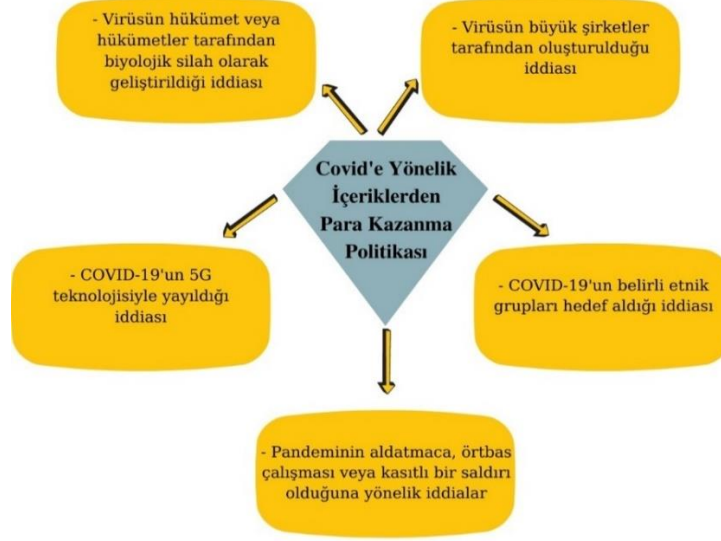 - Virüsün hükümet veya
hükümetler tarafından
biyolojik silah olarak
geliştirildiği iddiası
- Virüsün büyük şirketler
tarafından oluşturulduğu
iddiası
Covid'e Yönelik
İçeriklerden
Para Kazanma
Politikası
- COVID-19'un 5G
teknolojisiyle yayıldığı
iddiası
- COVID-19'un belirli etnik
grupları hedef aldığı iddiası
- Pandeminin aldatmaca, örtbas
çalışması veya kasıtlı bir saldırı
olduğuna yönelik iddialar